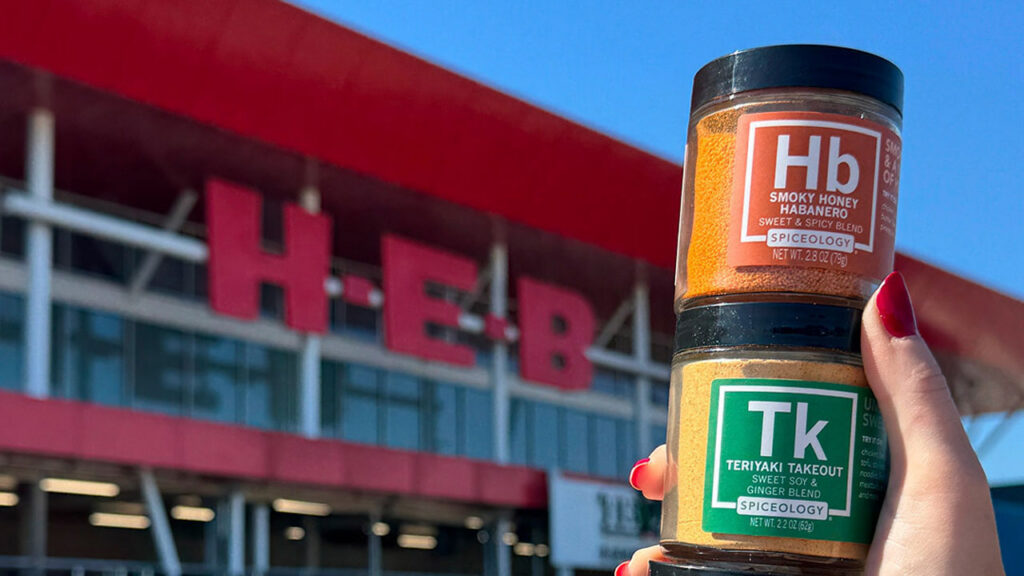 H-E-B
Hb
SMOKY HONEY
HABANERO
SWEET & SPICY BLEND
SPICEOLOGY
NET WT. 2.8 OZ (79g)
Tk
TERIYAKI TAKEOUT
SWEET SOY &
GINGER BLEND
SPICEOLOGY
NET WT. 2.2 OZ (62g)